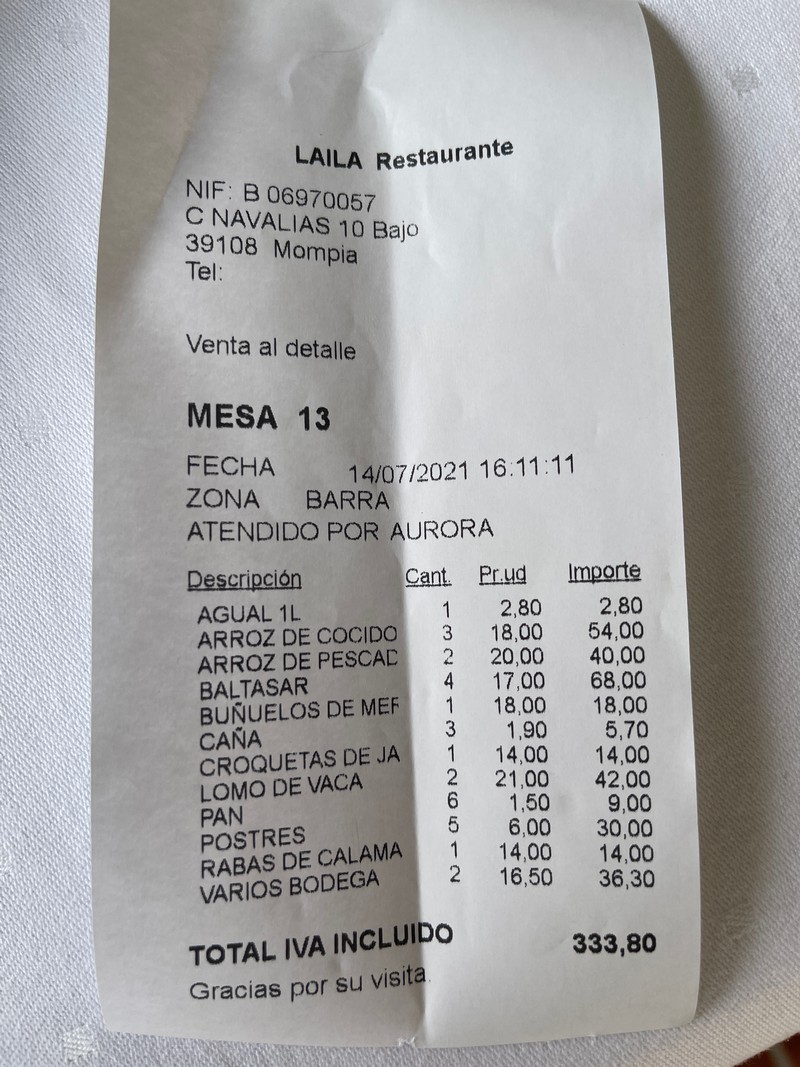 LAILA Restaurante
NIF: B 06970057
C NAVALIAS 10 Bajo
39108 Mompia
Tel:
Venta al detalle
MESA 13
FECHA 14/07/2021 16:11:11
ZONA BARRA
ATENDIDO POR AURORA
Descripción Cant. Pr.ud Importe
AGUAL 1L 1 2,80 2,80
ARROZ DE COCIDO 3 18,00 54,00
ARROZ DE PESCAD 2 20,00 40,00
BALTASAR 4 17,00 68,00
BUÑUELOS DE MER 1 18,00 18,00
CAÑA 3 1,90 5,70
CROQUETAS DE JA 1 14,00 14,00
LOMO DE VACA 2 21,00 42,00
PAN 6 1,50 9,00
POSTRES 5 6,00 30,00
RABAS DE CALAMA 1 14,00 14,00
VARIOS BODEGA 2 16,50 36,30
TOTAL IVA INCLUIDO 333,80
Gracias por su visita.